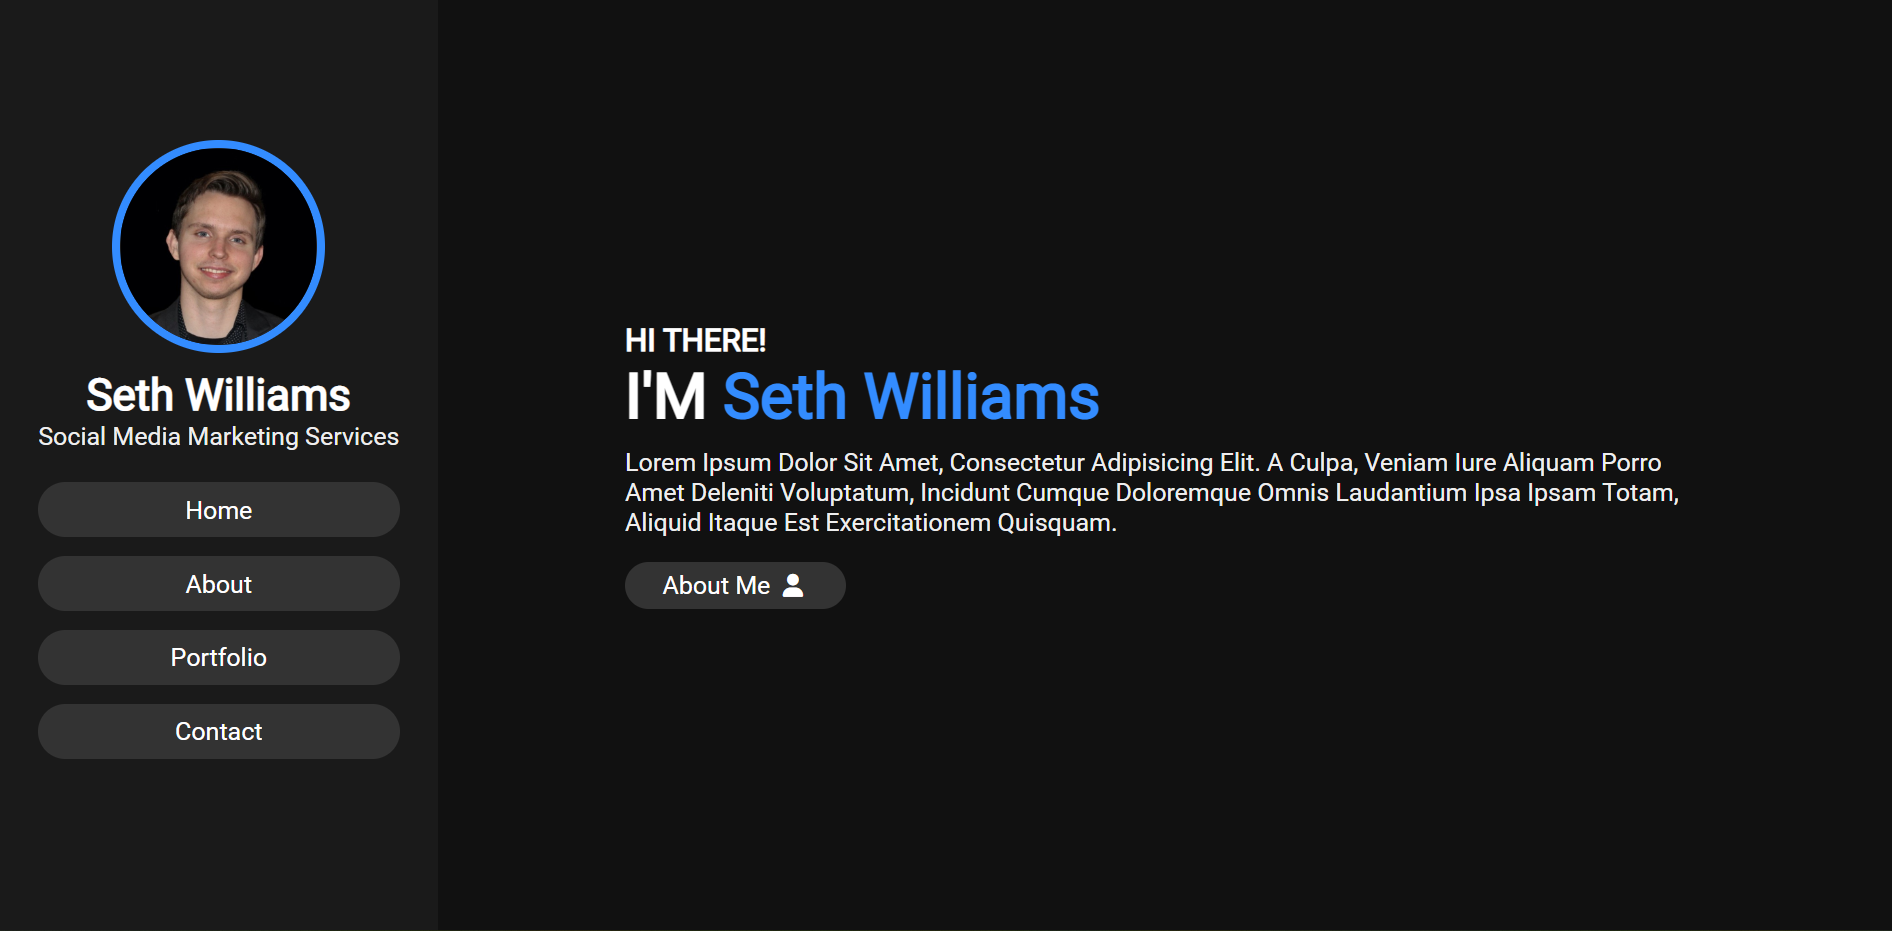 Seth Williams
Social Media Marketing Services
Home
About
Portfolio
Contact
HI THERE!
I'M Seth Williams
Lorem Ipsum Dolor Sit Amet, Consectetur Adipisicing Elit. A Culpa, Veniam Iure Aliquam Porro
Amet Deleniti Voluptatum, Incidunt Cumque Doloremque Omnis Laudantium Ipsa Ipsam Totam,
Aliquid Itaque Est Exercitationem Quisquam.
About Me